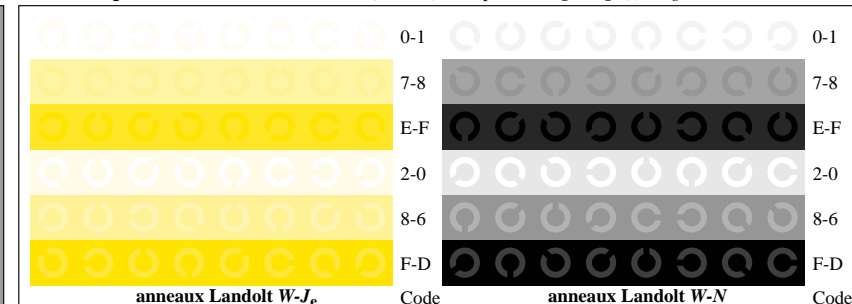 0-1 0-1
7-8 7-8
E-F E-F
2-0 2-0
8-6 8-6
F-D F-D
anneaux Landolt W-Je Code anneaux Landolt W-N Code